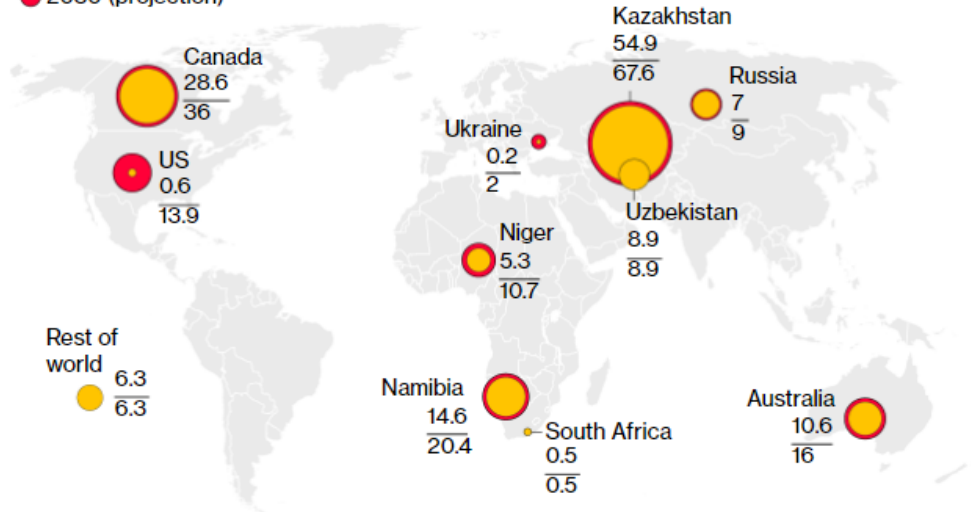 (projection)
Kazakhstan
54.9
67.6
Canada
28.6
36
Russia
7
9
Ukraine
0.2
2
US
0.6
13.9
Uzbekistan
8.9
8.9
Niger
5.3
10.7
Rest of
world
6.3
6.3
Namibia
14.6
20.4
South Africa
0.5
0.5
Australia
10.6
16